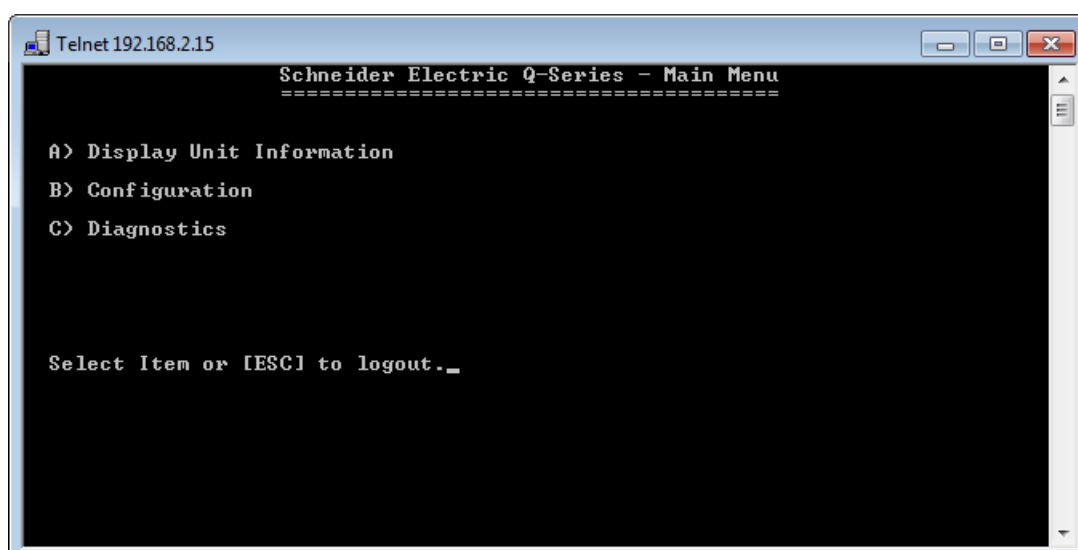 Telnet 192.168.2.15
Schneider Electric Q-Series - Main Menu
=======================================
A) Display Unit Information
B) Configuration
C) Diagnostics
Select Item or [ESC] to logout._